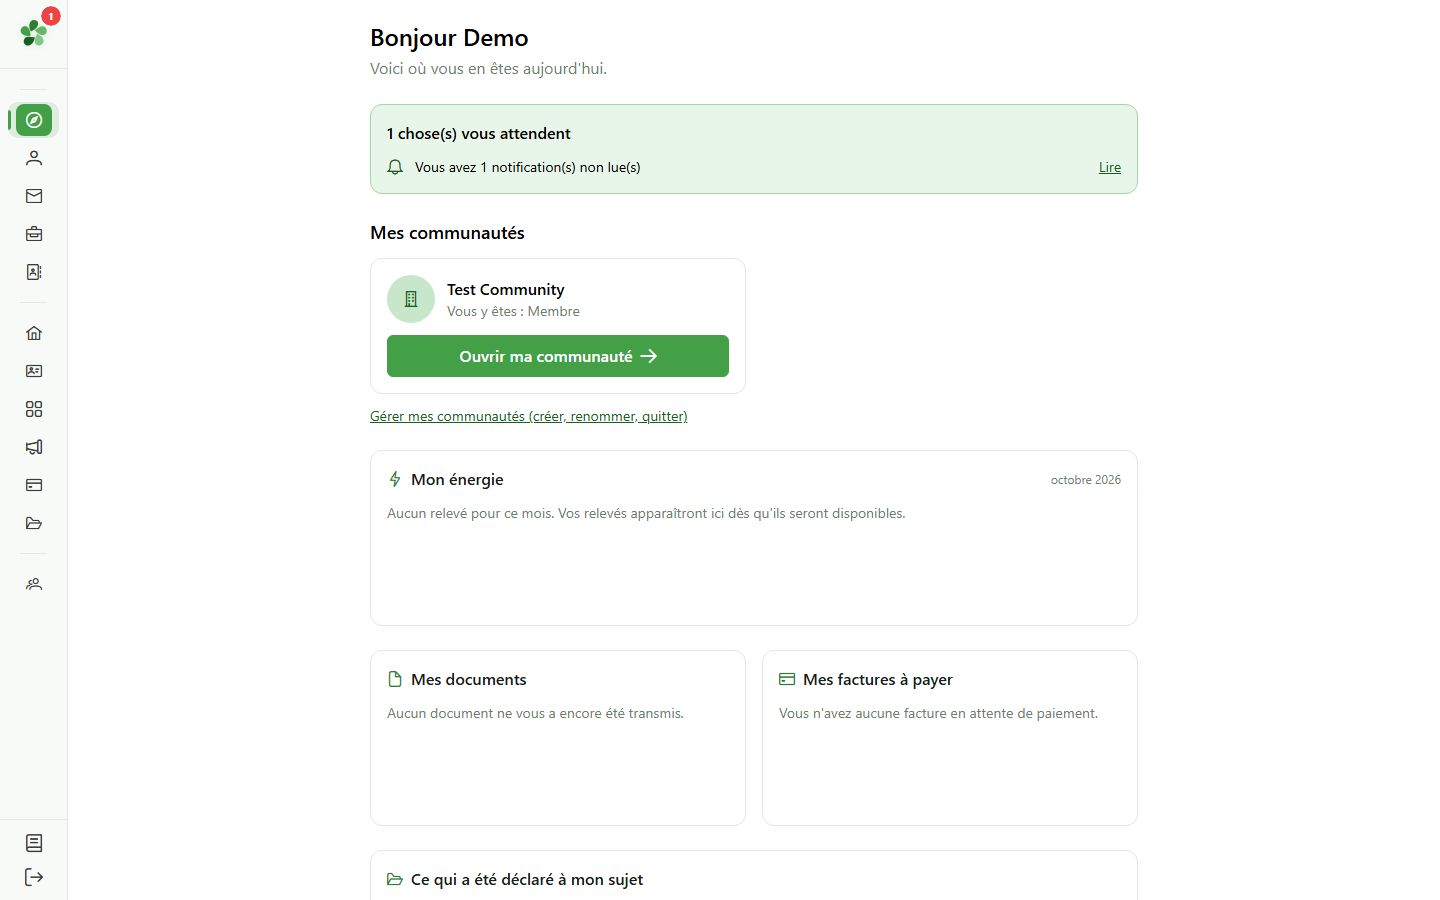 1
Bonjour Demo
Voici où vous en êtes aujourd'hui.
1 chose(s) vous attendent
Vous avez 1 notification(s) non lue(s)
Lire
Mes communautés
Test Community
Vous y êtes : Membre
Ouvrir ma communauté
Gérer mes communautés (créer, renommer, quitter)
Mon énergie
octobre 2026
Aucun relevé pour ce mois. Vos relevés apparaîtront ici dès qu'ils seront disponibles.
Mes documents
Aucun document ne vous a encore été transmis.
Mes factures à payer
Vous n'avez aucune facture en attente de paiement.
Ce qui a été déclaré à mon sujet